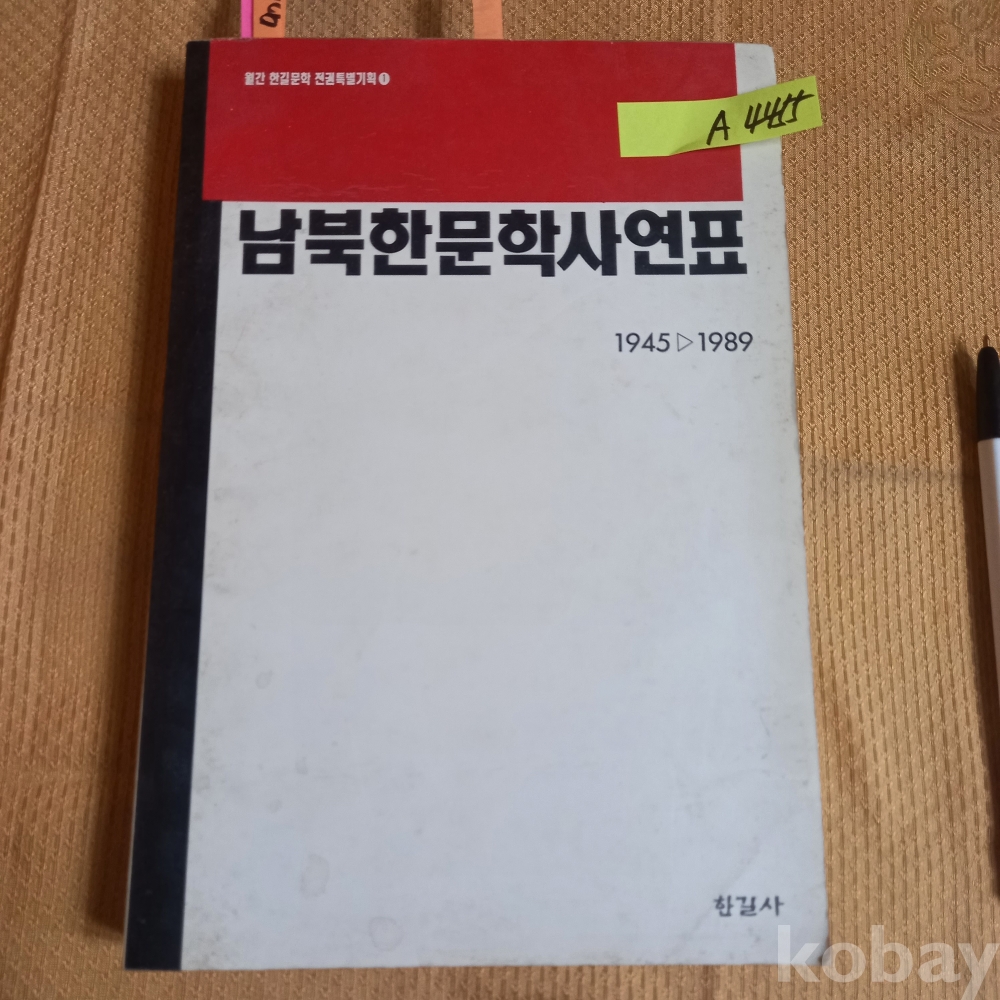 월간 한길문학 전권특별기획 1
A 4455
남북한문학사연표
1945▷1989
한길사
kobay